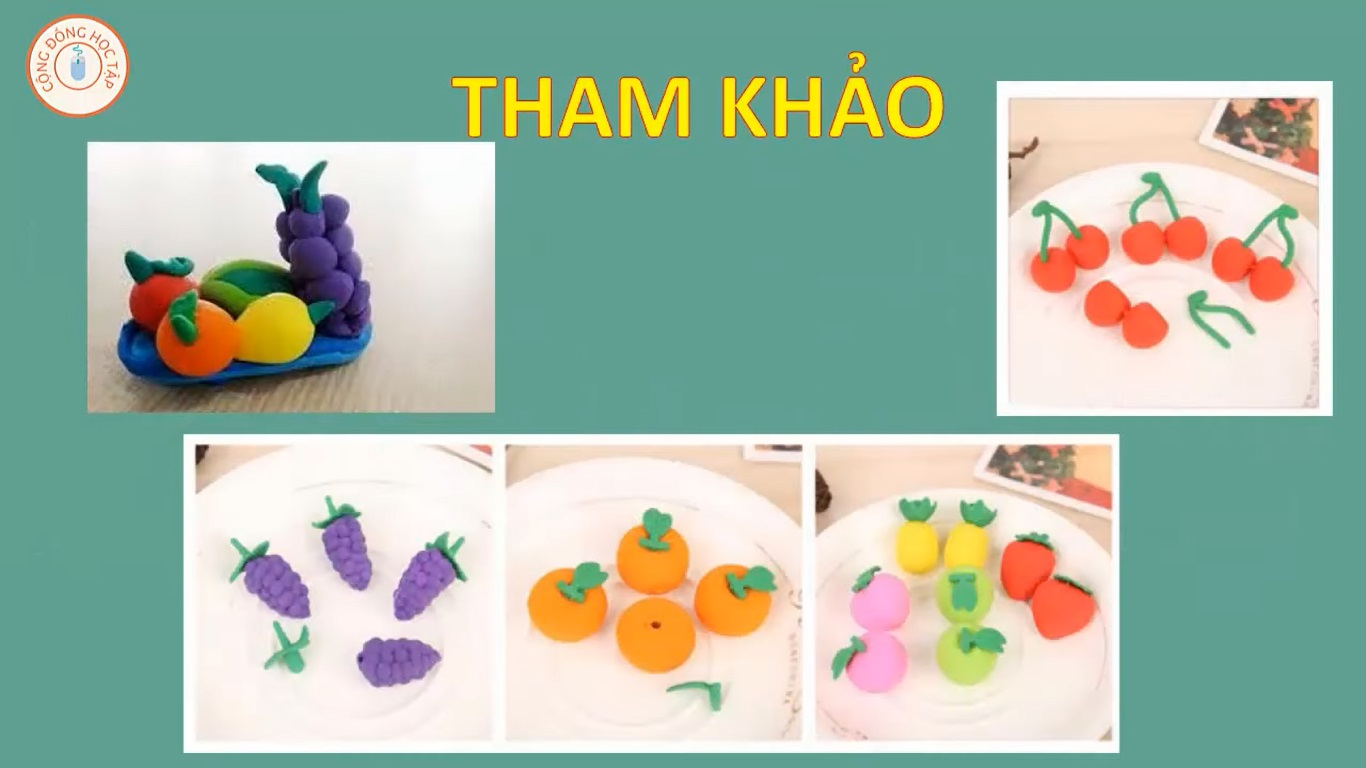 CỘNG ĐỒNG HỌC TẬP
THAM KHẢO